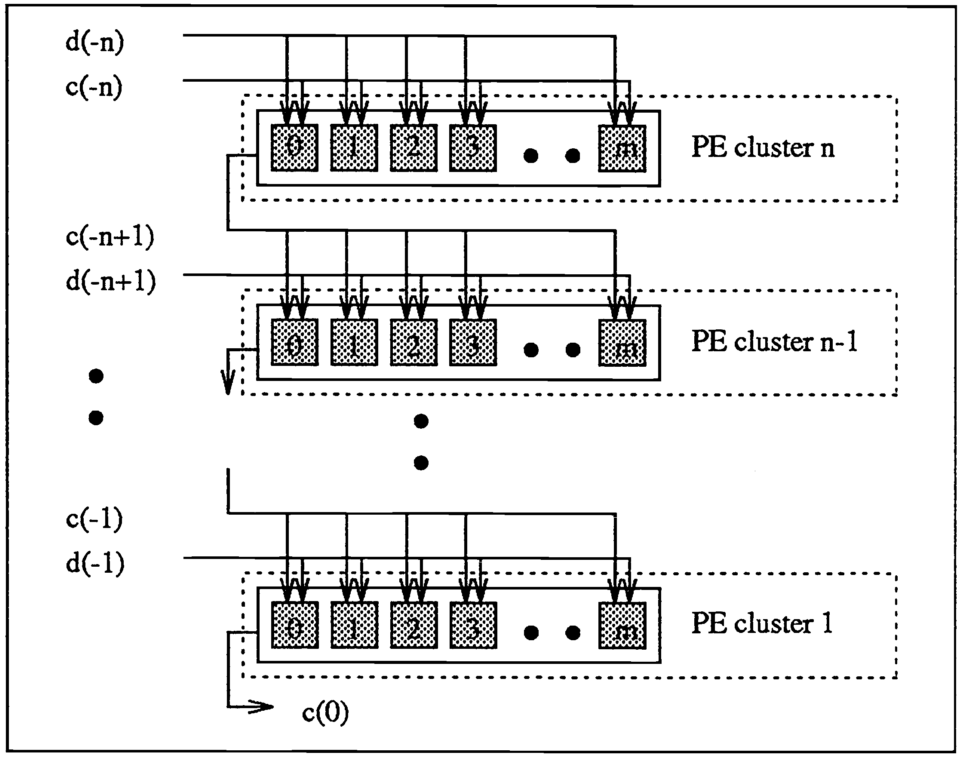 d(-n)
c(-n)
0 1 2 3 m PE cluster n
c(-n+1)
d(-n+1)
0 1 2 3 m PE cluster n-1
c(-1)
d(-1)
0 1 2 3 m PE cluster 1
c(0)